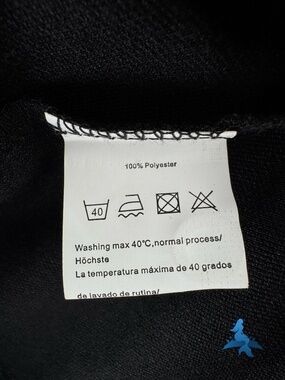 100% Polyester
40
Washing max 40°C,normal process/
Höchste
La temperatura máxima de 40 grados
de lavado de rutina/